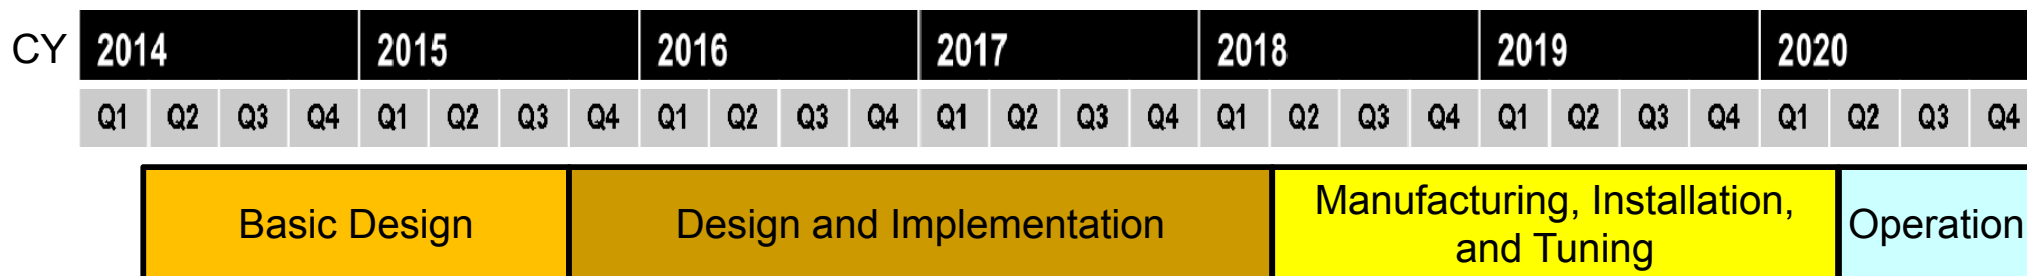 CY 2014 2015 2016 2017 2018 2019 2020
Q1 Q2 Q3 Q4 Q1 Q2 Q3 Q4 Q1 Q2 Q3 Q4 Q1 Q2 Q3 Q4 Q1 Q2 Q3 Q4 Q1 Q2 Q3 Q4 Q1 Q2 Q3 Q4
Basic Design
Design and Implementation
Manufacturing, Installation,
and Tuning
Operation